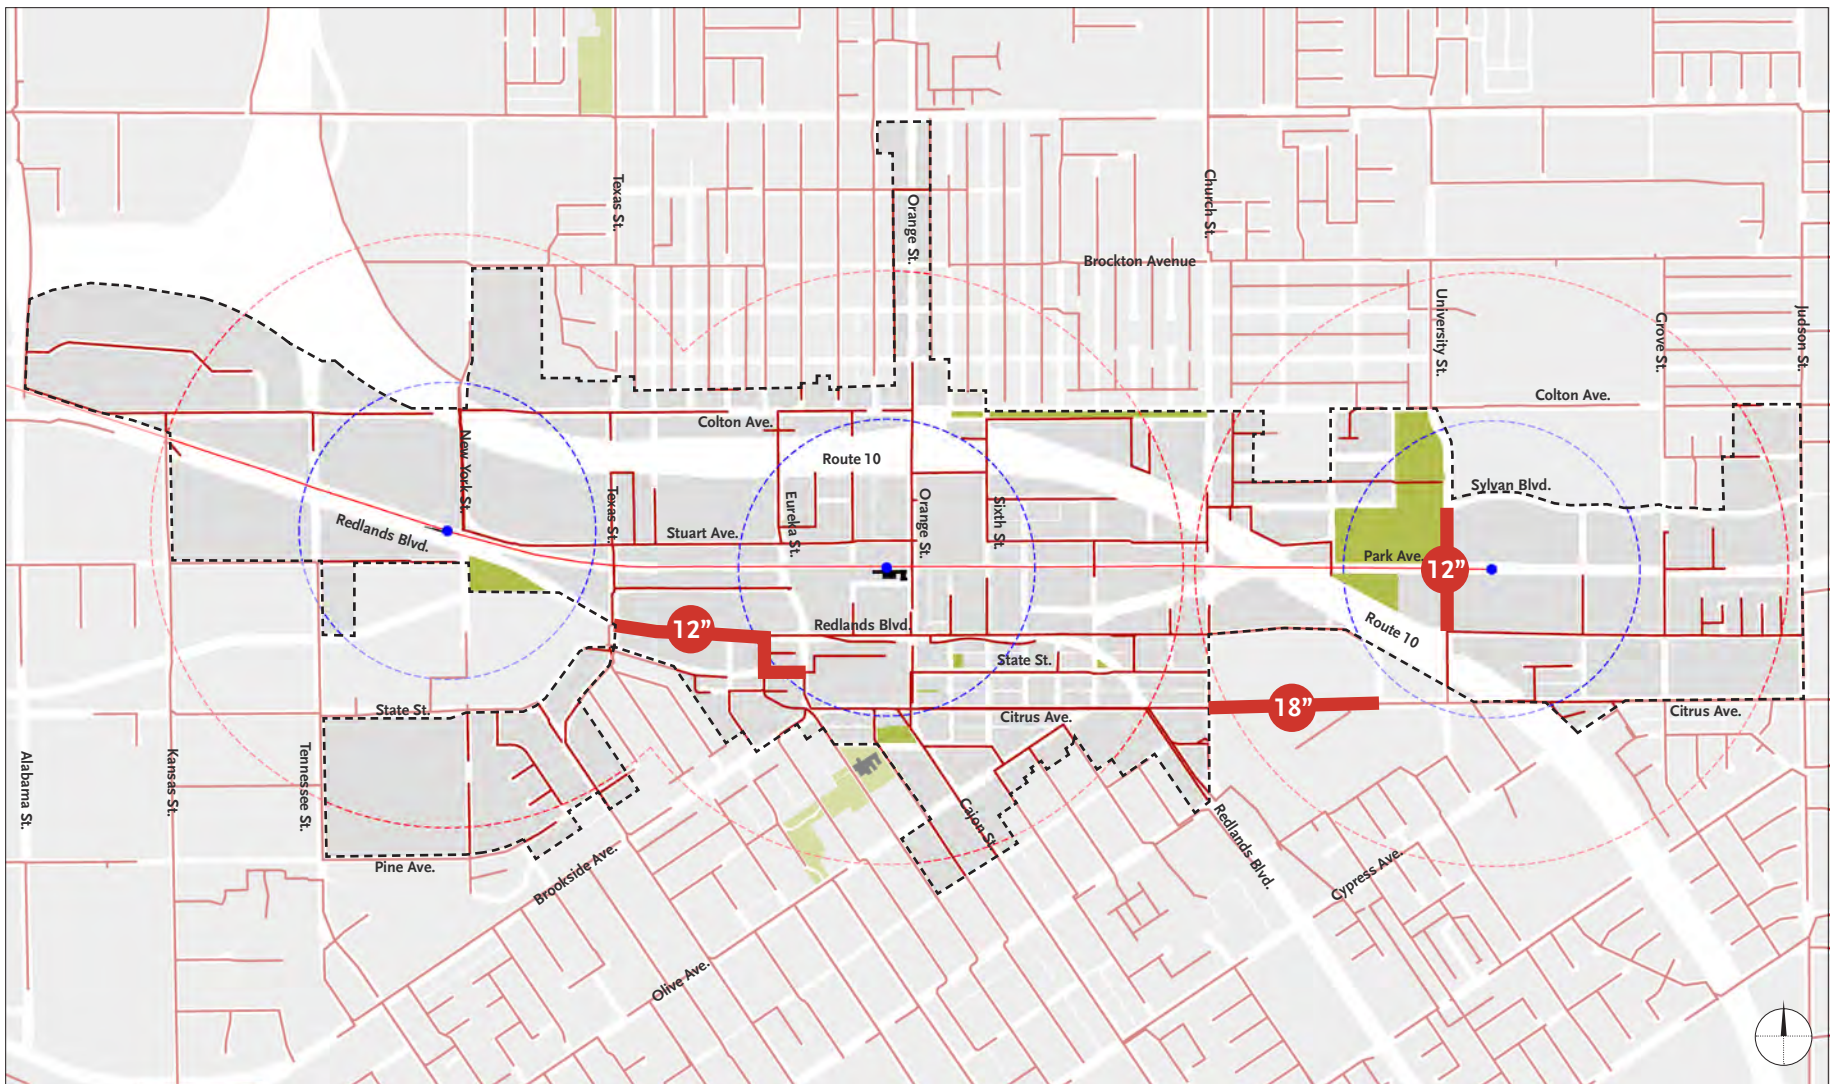 Texas St.
Church St.
Orange St.
Brockton Avenue
University St.
Grove St.
Judson St.
Colton Ave.
Colton Ave.
New York St.
Route 10
Sylvan Blvd.
Texas St.
Eureka St.
Orange St.
Sixth St.
Redlands Blvd.
Stuart Ave.
Park Ave.
12”
12”
Redlands Blvd.
Route 10
State St.
State St.
18”
Citrus Ave.
Citrus Ave.
Alabama St.
Kansas St.
Tennessee St.
Cajon St.
Redlands Blvd.
Pine Ave.
Brookside Ave.
Cypress Ave.
Olive Ave.